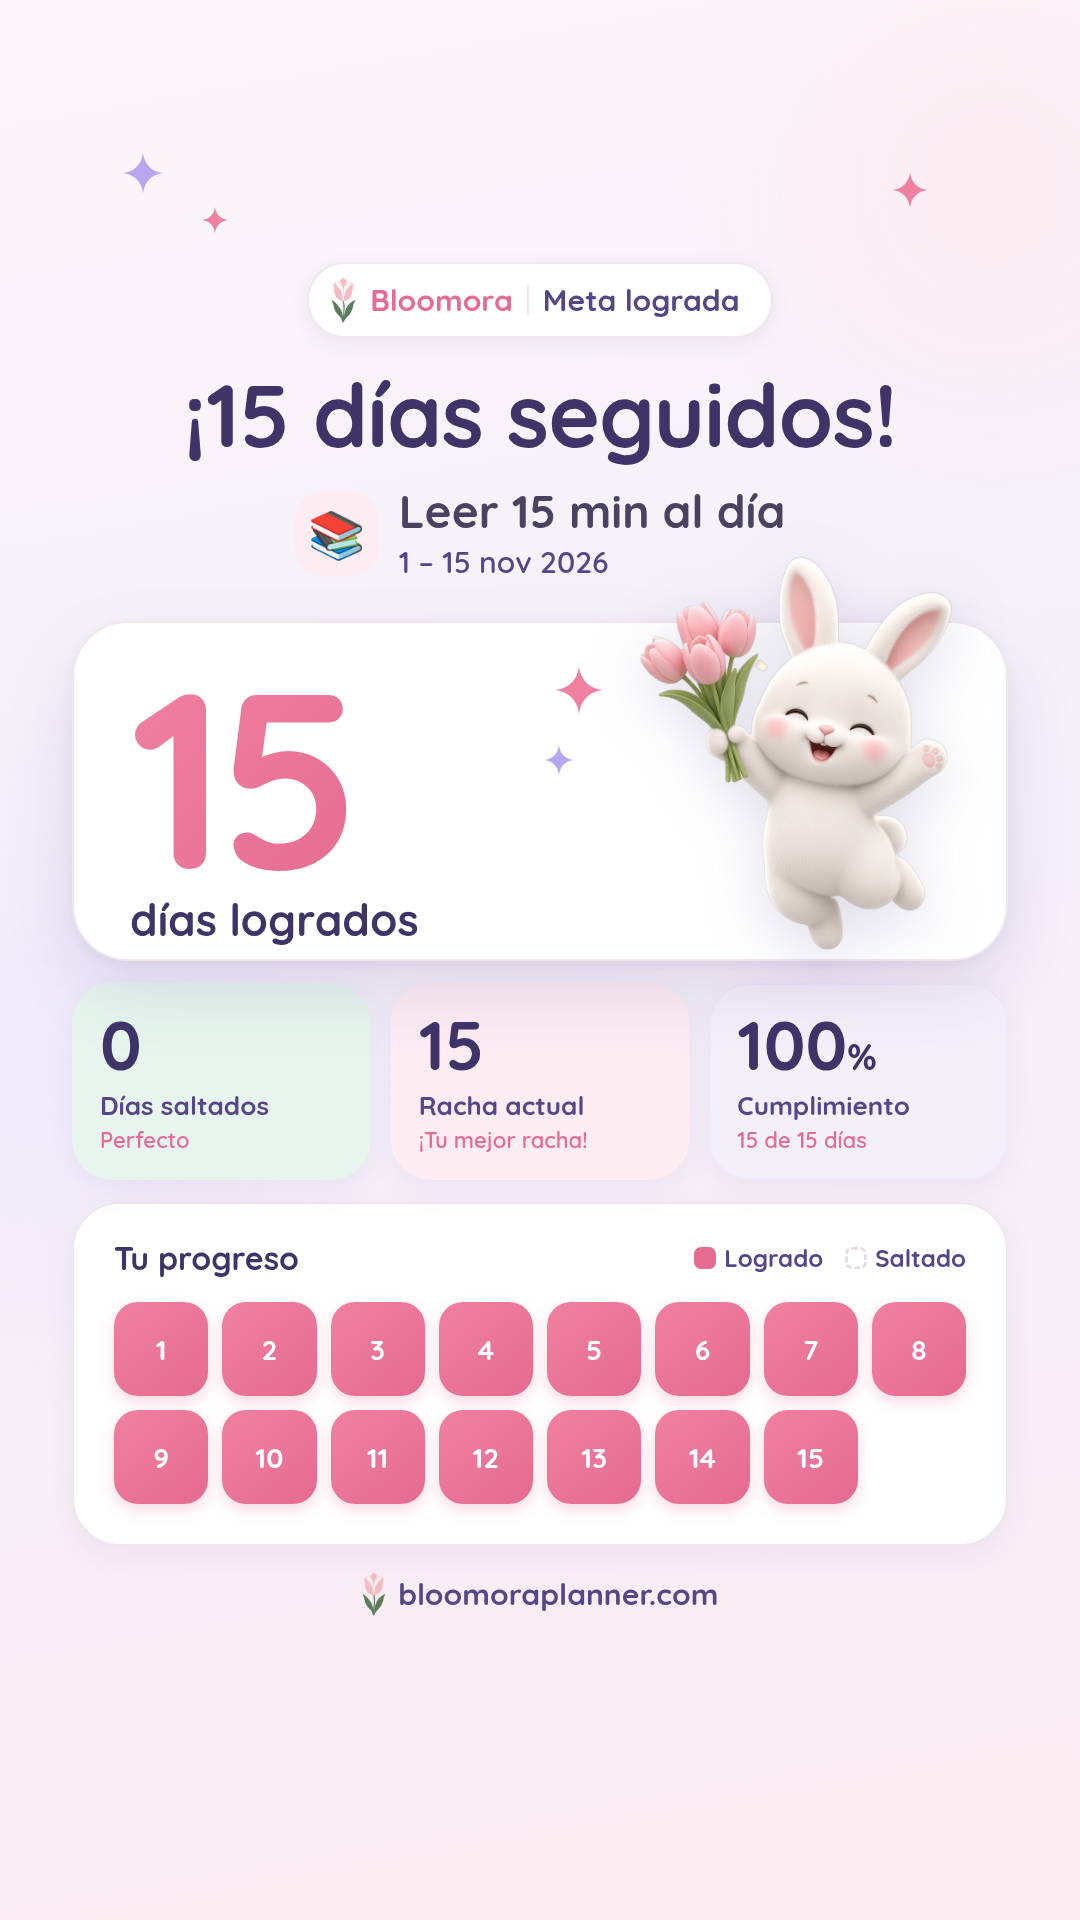 Bloomora | Meta lograda
¡15 días seguidos!
Leer 15 min al día
1 – 15 nov 2026
15
días logrados
0
Días saltados
Perfecto
15
Racha actual
¡Tu mejor racha!
100%
Cumplimiento
15 de 15 días
Tu progreso
Logrado Saltado
1 2 3 4 5 6 7 8
9 10 11 12 13 14 15
bloomoraplanner.com